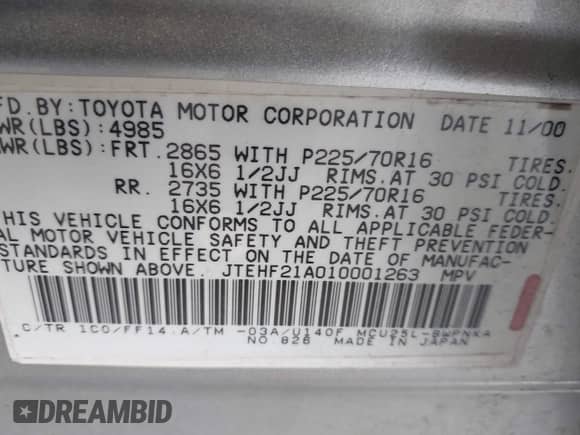 FD.BY:TOYOTA MOTOR CORPORATION DATE 11/00
WR(LBS):4985
WR(LBS):FRT.2865 WITH P225/70R16 TIRES.
16X6 1/2JJ RIMS.AT 30 PSI COLD.
RR. 2735 WITH P225/70R16 TIRES.
16X6 1/2JJ RIMS.AT 30 PSI COLD.
HIS VEHICLE CONFORMS TO ALL APPLICABLE FEDER-
AL MOTOR VEHICLE SAFETY AND THEFT PREVENTION
STANDARDS IN EFFECT ON THE DATE OF MANUFAC-
TURE SHOWN ABOVE. JTEHF21A010001263 MPV
C/TR 1C0/FF14.A/TM -03A/U140F MCU25L-BWPNKA
NO 826 MADE IN JAPAN
DREAMBID